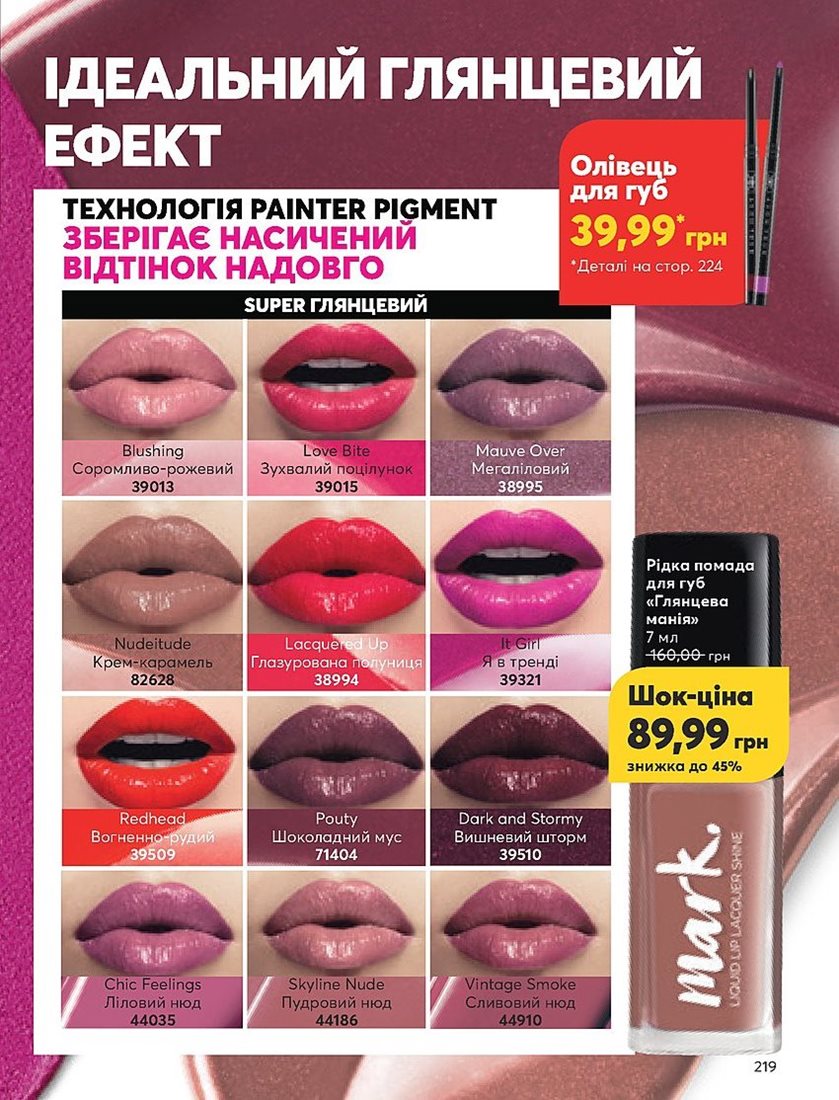 ІДЕАЛЬНИЙ ГЛЯНЦЕВИЙ
ЕФЕКТ
Олівець
для губ
39,99* грн
*Деталі на стор. 224
ТЕХНОЛОГІЯ PAINTER PIGMENT
ЗБЕРІГАЄ НАСИЧЕНИЙ
ВІДТІНОК НАДОВГО
SUPER ГЛЯНЦЕВИЙ
Blushing
Соромливо-рожевий
39013
Love Bite
Зухвалий поцілунок
39015
Mauve Over
Мегаліловий
38995
Nudeitude
Крем-карамель
82628
Lacquered Up
Глазурована полуниця
38994
It Girl
Я в тренді
39321
Redhead
Вогненно-рудий
39509
Pouty
Шоколадний мус
71404
Dark and Stormy
Вишневий шторм
39510
Chic Feelings
Ліловий нюд
44035
Skyline Nude
Пудровий нюд
44186
Vintage Smoke
Сливовий нюд
44910
Рідка помада
для губ
«Глянцева
манія»
7 мл
160,00 грн
Шок-ціна
89,99 грн
знижка до 45%
mark.
LIQUID LIP LACQUER SHINE
219